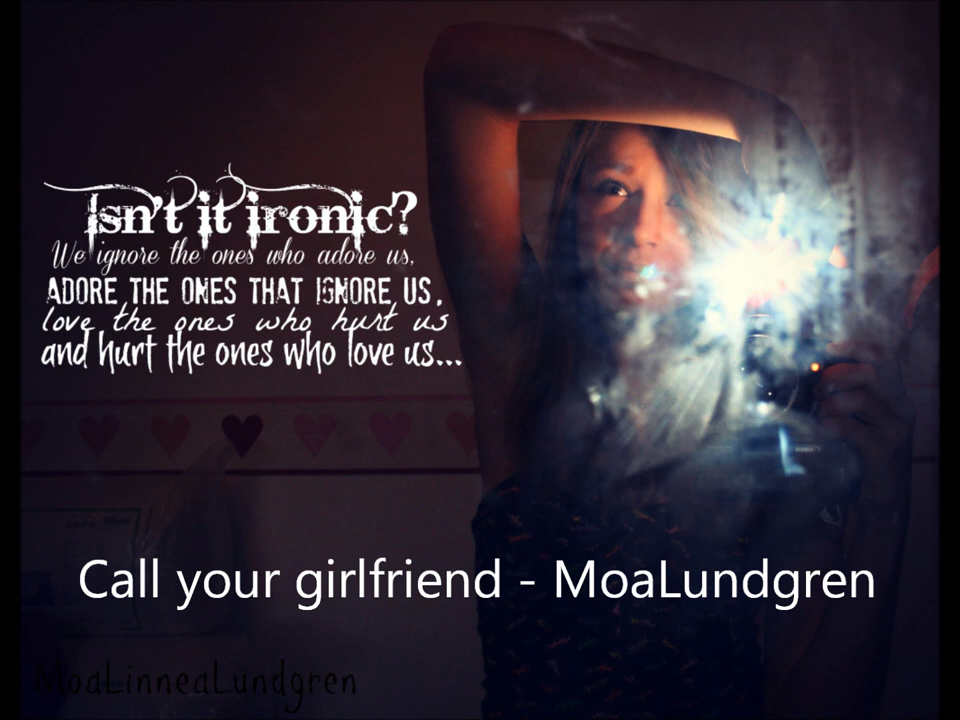 Isn't it ironic?
We ignore the ones who adore us,
ADORE THE ONES THAT IGNORE US,
love the ones who hurt us
and hurt the ones who love us...
Call your girlfriend - MoaLundgren
MoaLinneaLundgren